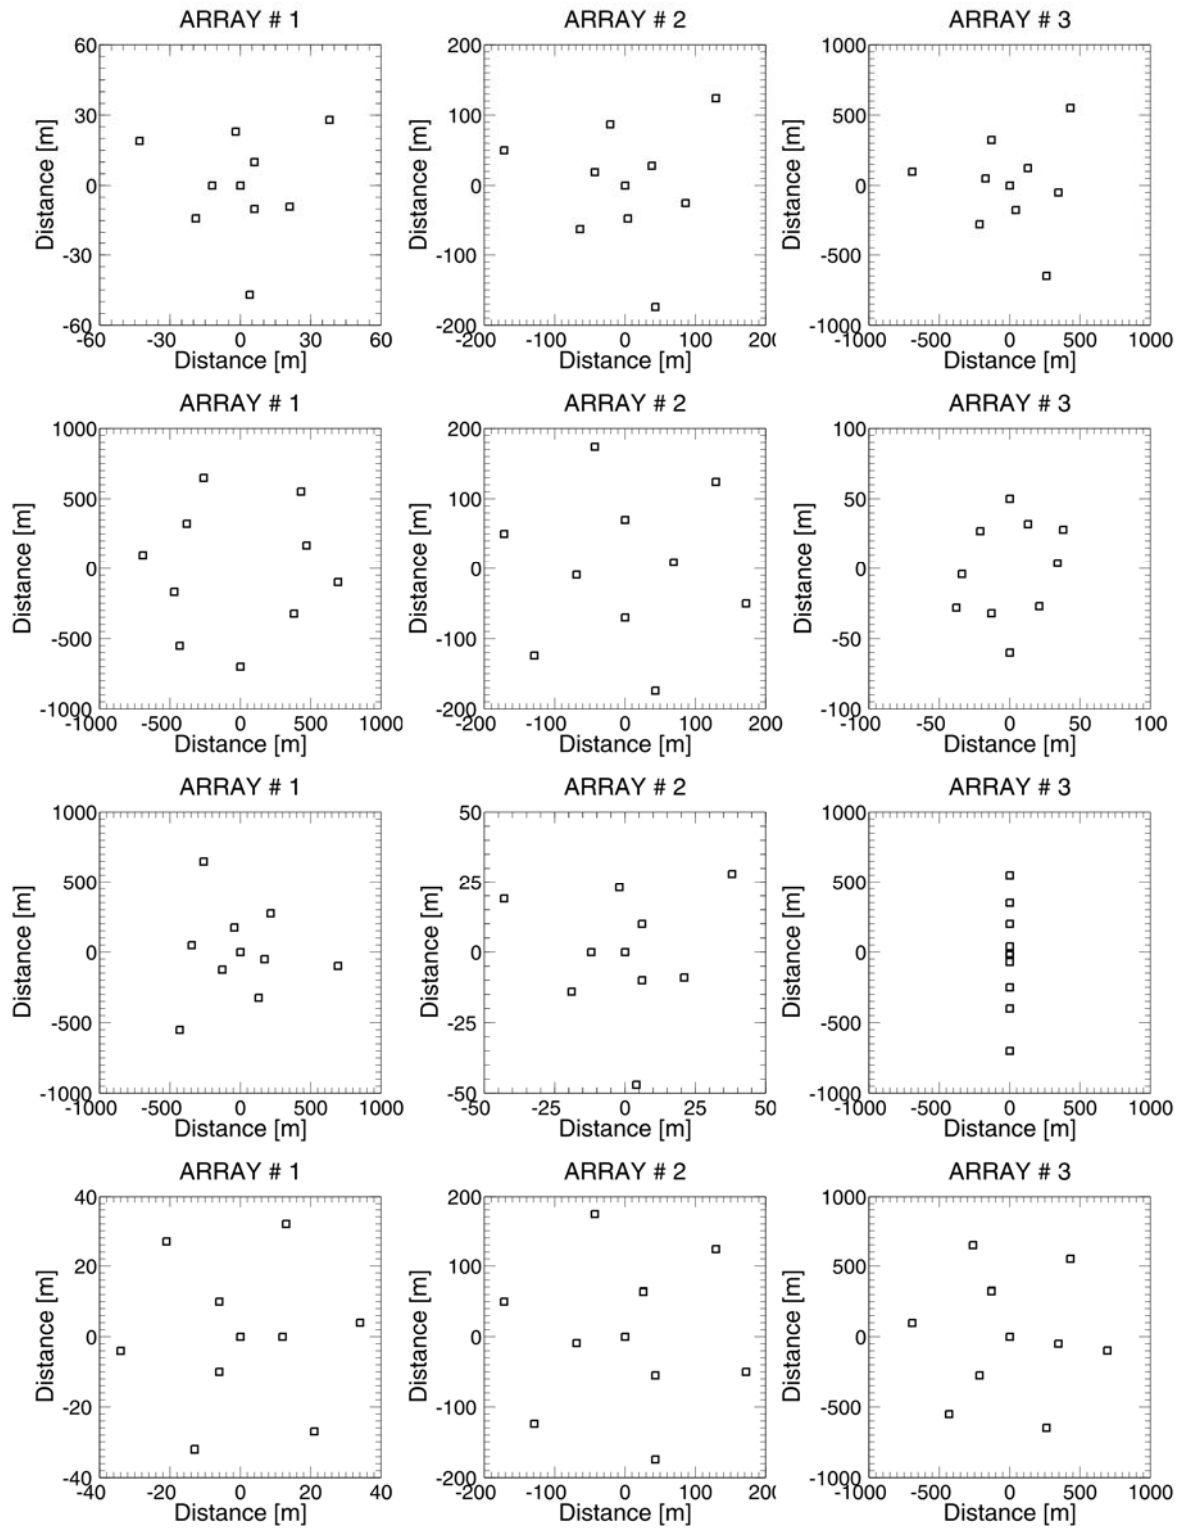 ARRAY # 1 ARRAY # 2 ARRAY # 3
60 200 1000
30 100 500
0 0 0
-30 -100 -500
-60 -200 -1000
-60 -30 0 30 60 -200 -100 0 100 200 -1000 -500 0 500 1000
Distance [m] Distance [m] Distance [m]
Distance [m] Distance [m] Distance [m]
ARRAY # 1 ARRAY # 2 ARRAY # 3
1000 200 100
500 100 50
0 0 0
-500 -100 -50
-1000 -200 -100
-1000 -500 0 500 1000 -200 -100 0 100 200 -100 -50 0 50 100
Distance [m] Distance [m] Distance [m]
Distance [m] Distance [m] Distance [m]
ARRAY # 1 ARRAY # 2 ARRAY # 3
1000 50 1000
500 25 500
0 0 0
-500 -25 -500
-1000 -50 -1000
-1000 -500 0 500 1000 -50 -25 0 25 50 -1000 -500 0 500 1000
Distance [m] Distance [m] Distance [m]
Distance [m] Distance [m] Distance [m]
ARRAY # 1 ARRAY # 2 ARRAY # 3
40 200 1000
20 100 500
0 0 0
-20 -100 -500
-40 -200 -1000
-40 -20 0 20 40 -200 -100 0 100 200 -1000 -500 0 500 1000
Distance [m] Distance [m] Distance [m]
Distance [m] Distance [m] Distance [m]